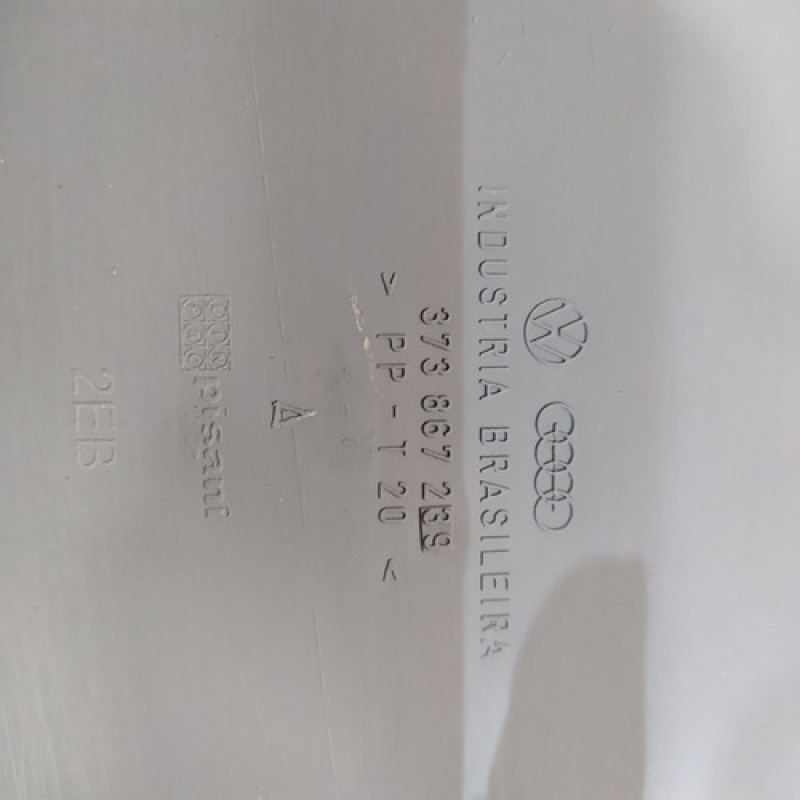 INDUSTRIA BRASILEIRA
373 867 239
> PP - T 20 <
A
pisani
2EB